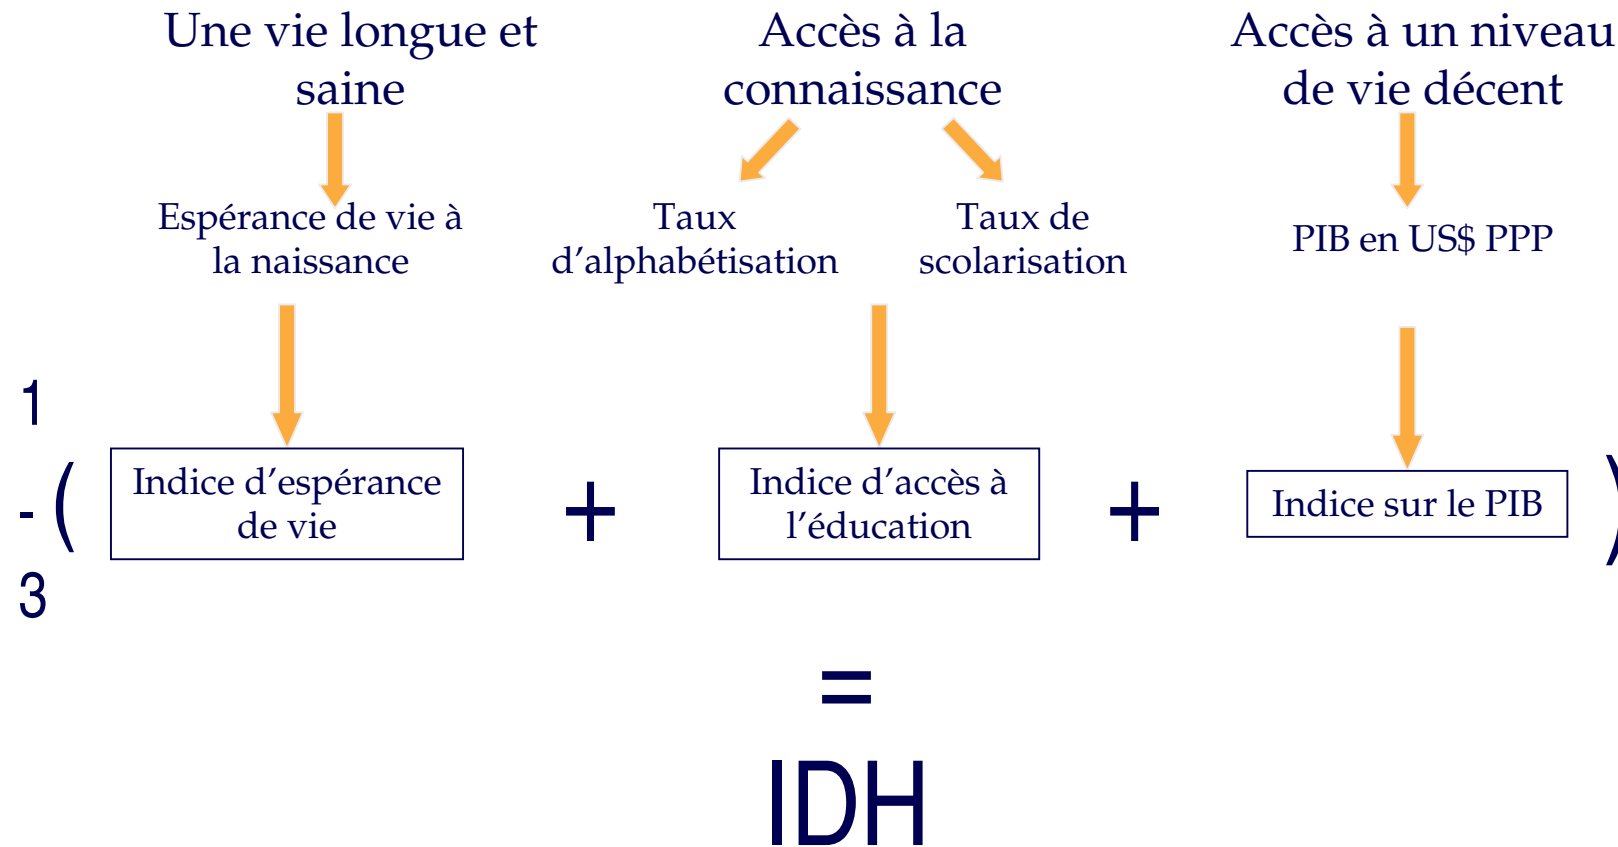 Une vie longue et
saine
Accès à la
connaissance
Accès à un niveau
de vie décent
Espérance de vie à
la naissance
Taux
d’alphabétisation
Taux de
scolarisation
PIB en US$ PPP
1
- (
3
Indice d’espérance
de vie
+
Indice d’accès à
l’éducation
+
Indice sur le PIB
)
=
IDH